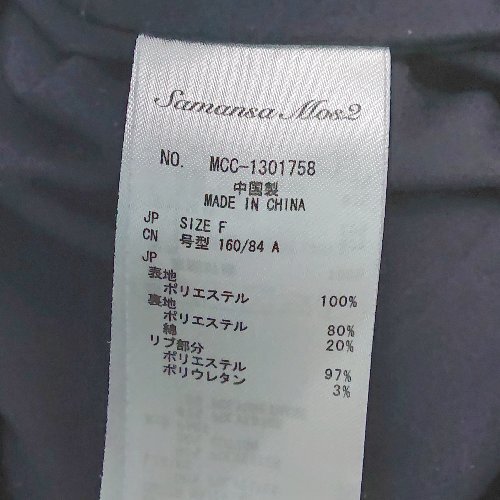 Samansa Mos2
NO. MCC-1301758
中国製
MADE IN CHINA
JP SIZE F
CN 号型 160/84 A
JP
表地
ポリエステル 100%
裏地
ポリエステル 80%
綿 20%
リブ部分
ポリエステル 97%
ポリウレタン 3%